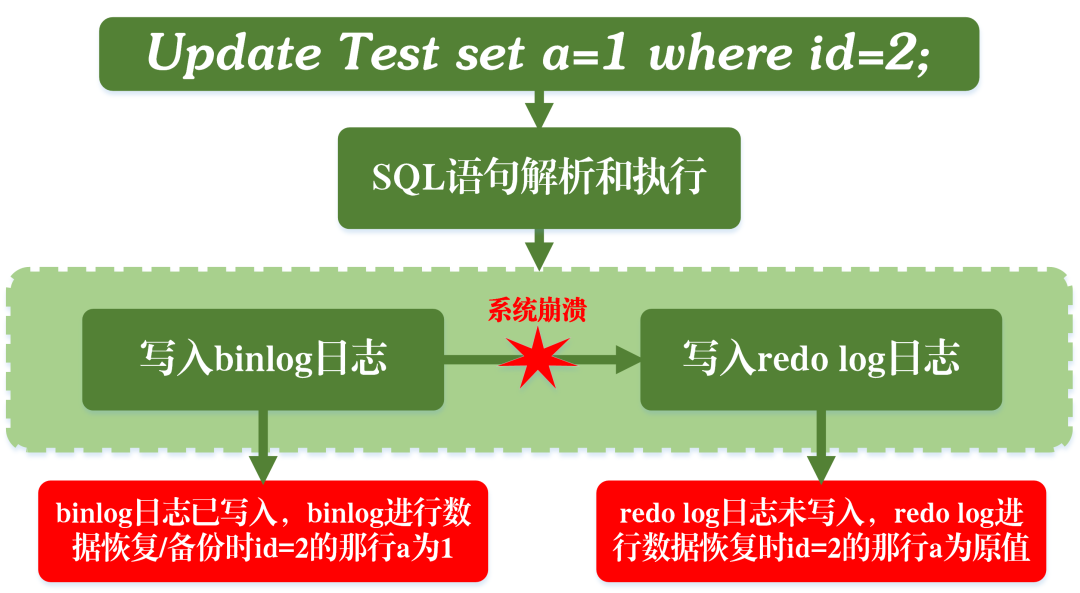 Update Test set a=1 where id=2;
SQL语句解析和执行
系统崩溃
写入binlog日志
写入redo log日志
binlog日志已写入，binlog进行数
据恢复/备份时id=2的那行a为1
redo log日志未写入，redo log进
行数据恢复时id=2的那行a为原值